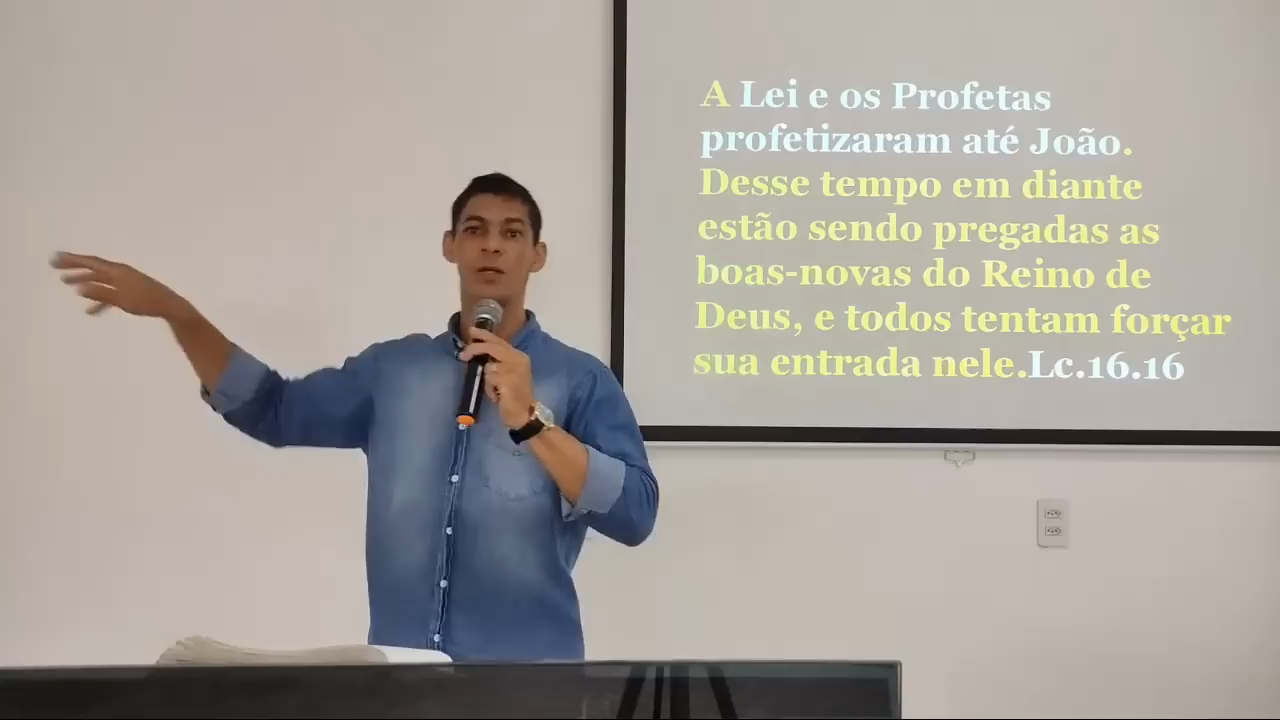 A Lei e os Profetas
profetizaram até João.
Desse tempo em diante
estão sendo pregadas as
boas-novas do Reino de
Deus, e todos tentam forçar
sua entrada nele.Lc.16.16